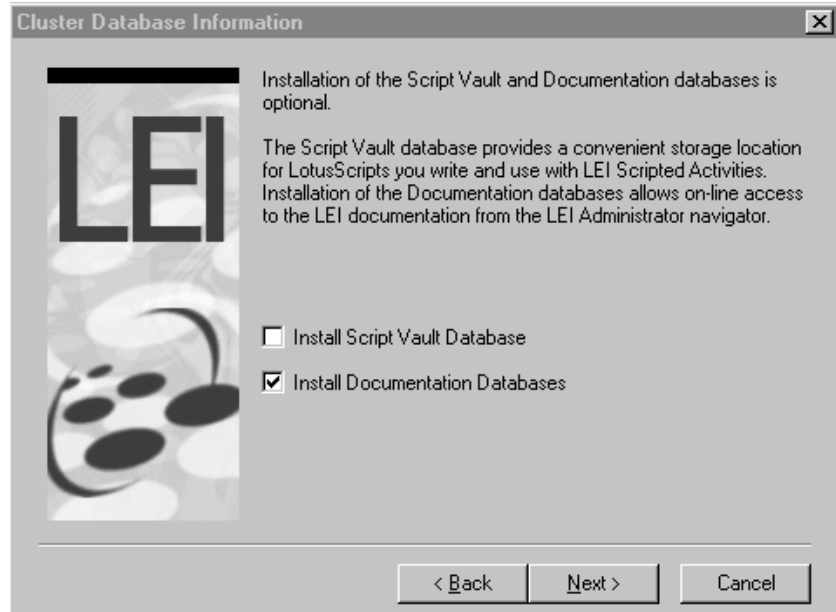 Cluster Database Information
LEI
Installation of the Script Vault and Documentation databases is
optional.
The Script Vault database provides a convenient storage location
for LotusScripts you write and use with LEI Scripted Activities.
Installation of the Documentation databases allows on-line access
to the LEI documentation from the LEI Administrator navigator.
Install Script Vault Database
Install Documentation Databases
< Back
Next >
Cancel